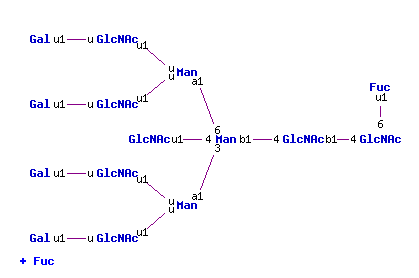 Gal u1 u GlcNAc u1
u Man
u a1
Gal u1 u GlcNAc u1
Fuc
u1
6
6
GlcNAc u1 4 Man b1 4 GlcNAc b1 4 GlcNAc
3
Gal u1 u GlcNAc u1
a1
u Man
u
Gal u1 u GlcNAc u1
+ Fuc